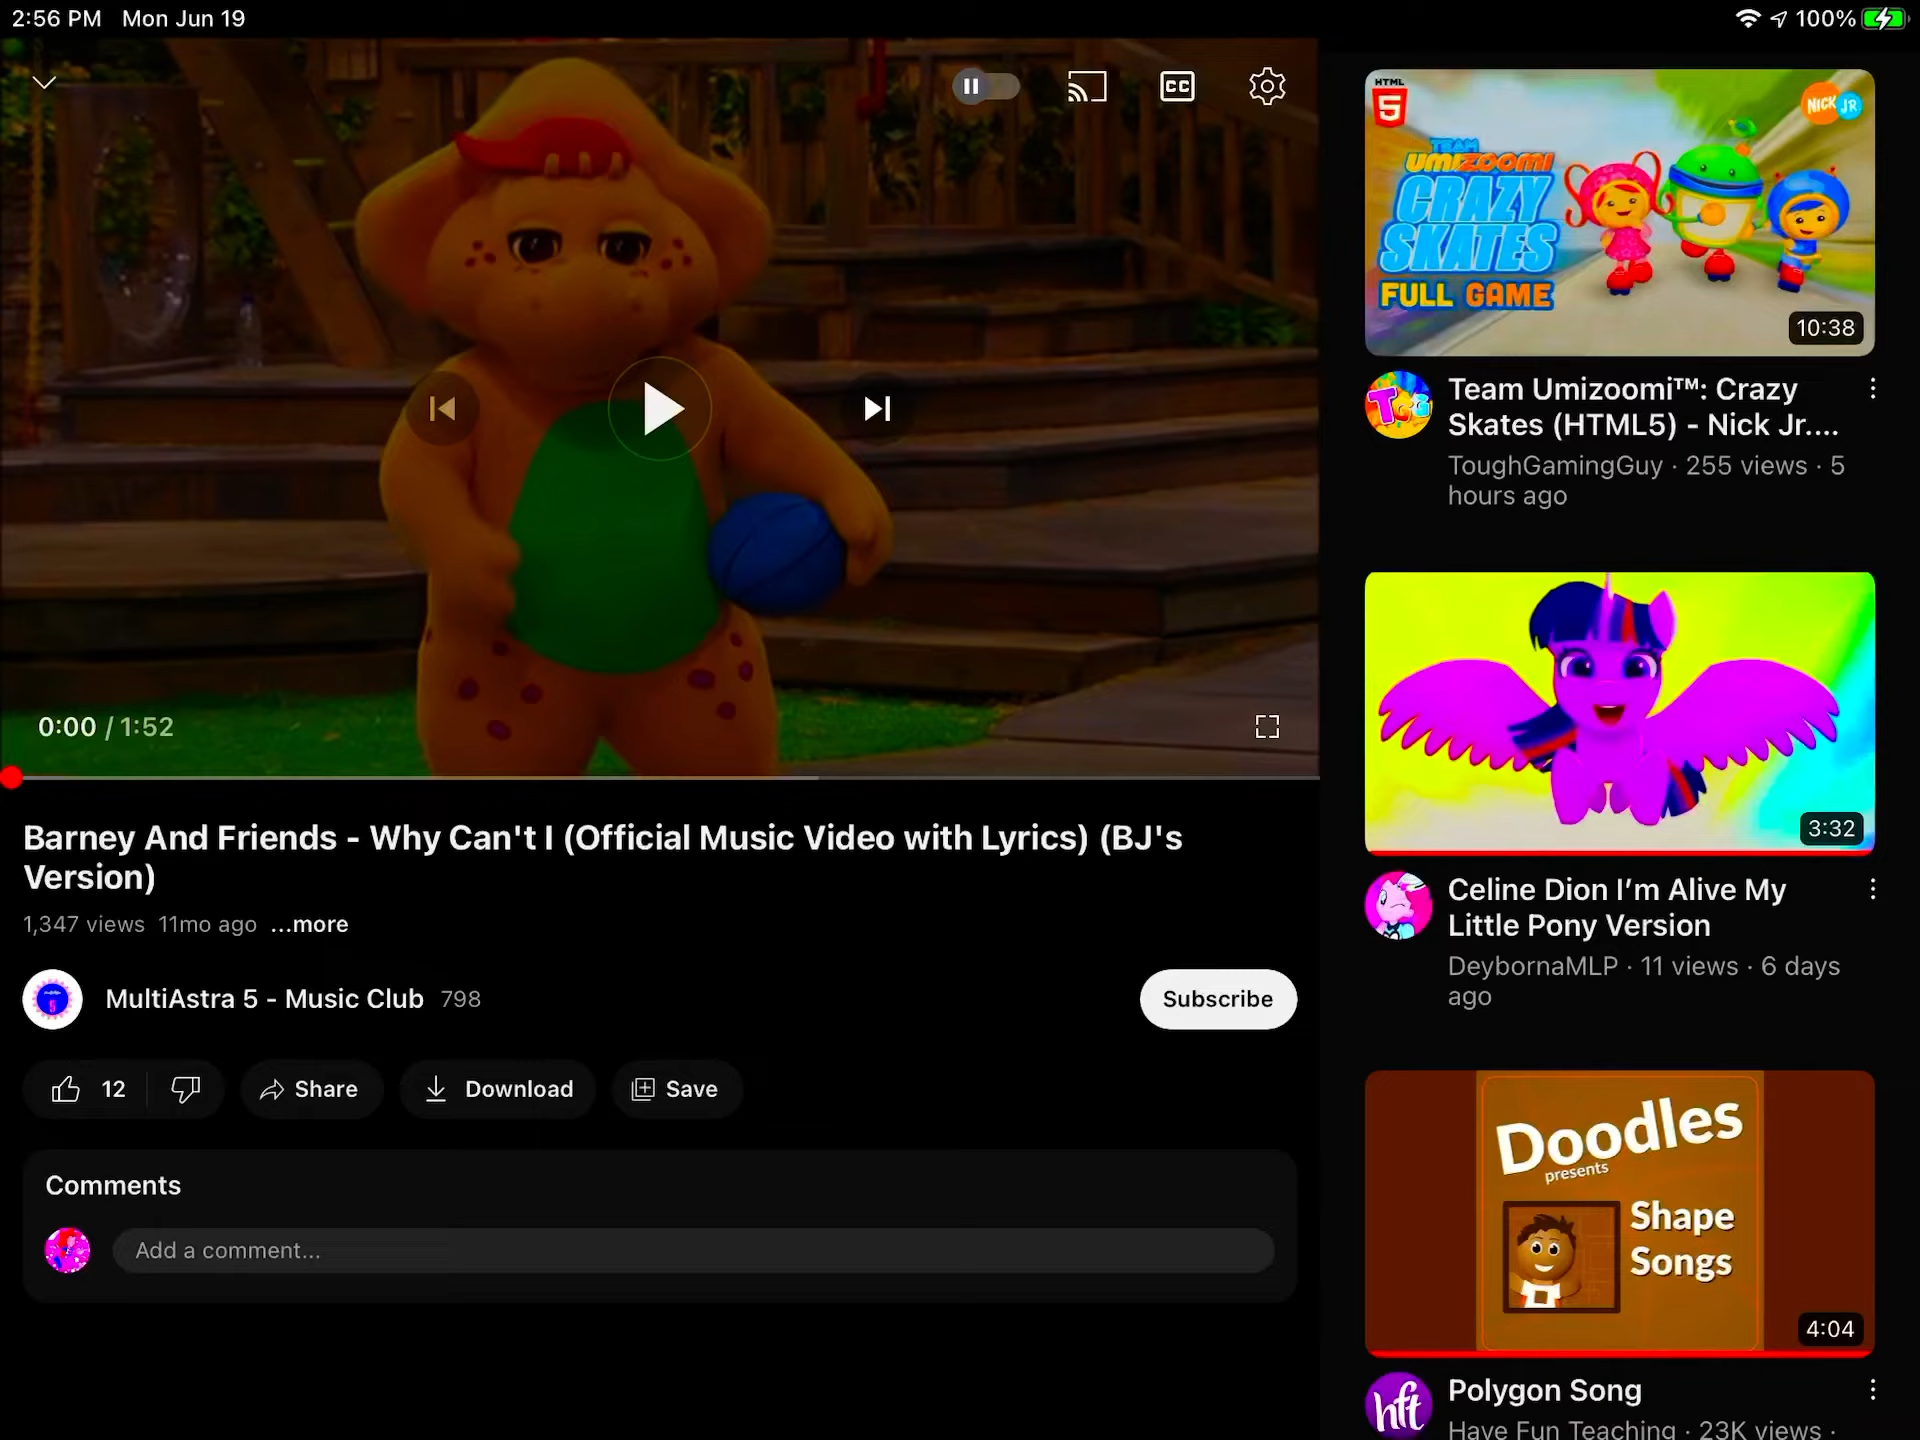 2:56 PM Mon Jun 19
100%
CC
0:00 / 1:52
Barney And Friends - Why Can't I (Official Music Video with Lyrics) (BJ's
Version)
1,347 views 11mo ago ...more
MultiAstra 5 - Music Club 798
Subscribe
12
Share
Download
Save
Comments
Add a comment...
HTML
5
NICK JR
TEAM
UMIZOOMI
CRAZY
SKATES
FULL GAME
10:38
TGG
Team Umizoomi™: Crazy
Skates (HTML5) - Nick Jr....
ToughGamingGuy · 255 views · 5
hours ago
3:32
Celine Dion I’m Alive My
Little Pony Version
DeybornaMLP · 11 views · 6 days
ago
Doodles
presents
Shape
Songs
4:04
hft
Polygon Song
Have Fun Teaching · 23K views ·